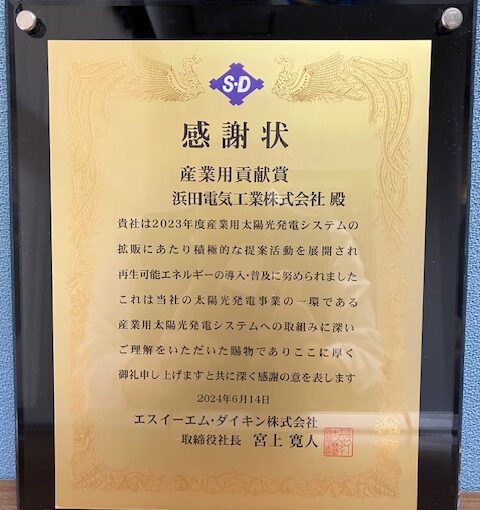 S·D
感謝状
産業用貢献賞
浜田電気工業株式会社 殿
貴社は2023年度産業用太陽光発電システムの
拡販にあたり積極的な提案活動を展開され
再生可能エネルギーの導入・普及に努められました
これは当社の太陽光発電事業の一環である
産業用太陽光発電システムへの取組みに深い
ご理解をいただいた賜物でありここに厚く
御礼申し上げますと共に深く感謝の意を表します
2024年6月14日
エスイーエム・ダイキン株式会社
取締役社長 宮上 寛人